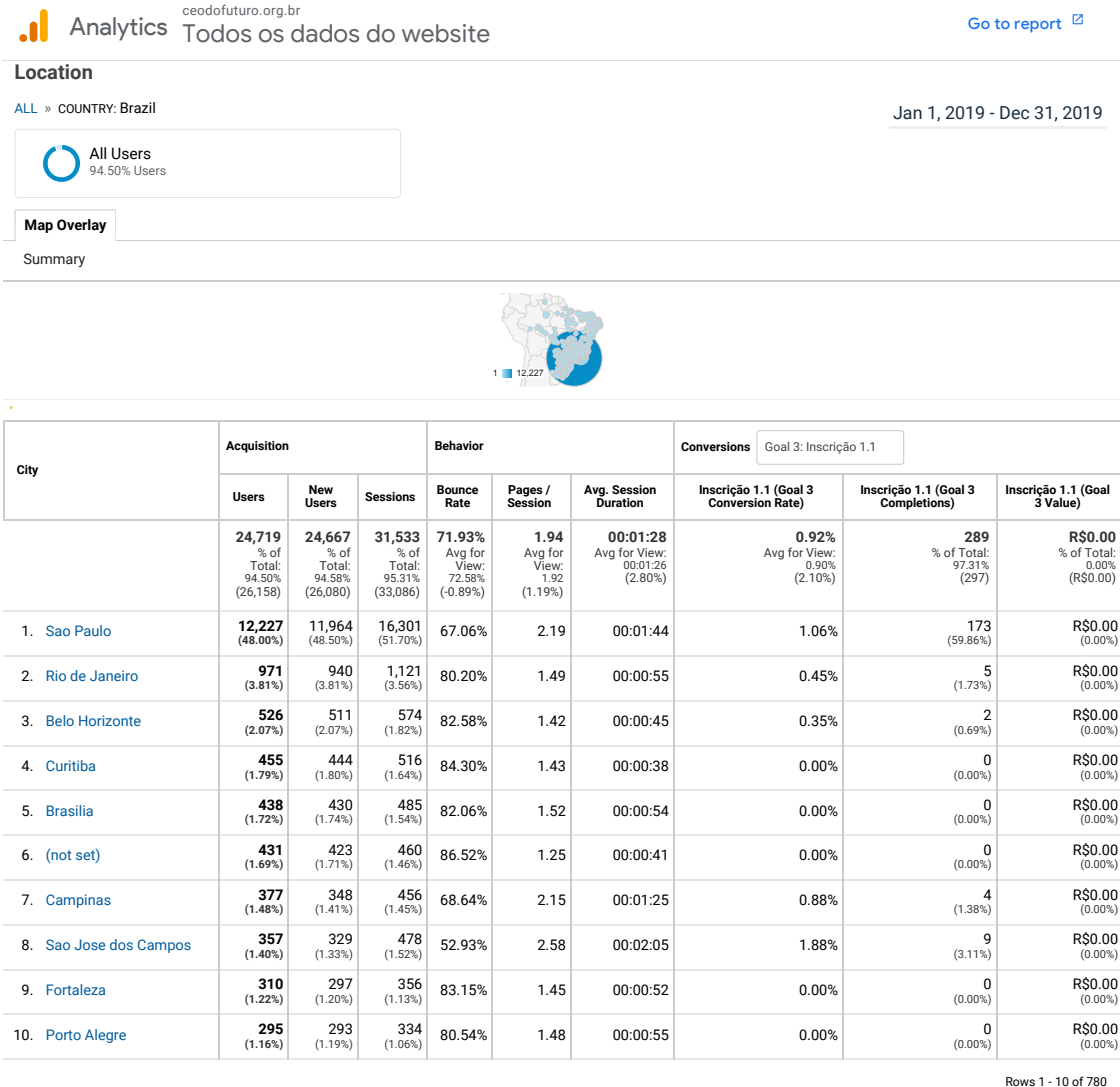 Analytics
ceodofuturo.org.br
Todos os dados do website
Go to report
Location
ALL » COUNTRY: Brazil
Jan 1, 2019 - Dec 31, 2019
All Users
94.50% Users
Map Overlay
Summary
1 12,227
City
Acquisition Behavior Conversions Goal 3: Inscrição 1.1
Users New Users Sessions Bounce Rate Pages / Session Avg. Session Duration Inscrição 1.1 (Goal 3 Conversion Rate) Inscrição 1.1 (Goal 3 Completions) Inscrição 1.1 (Goal 3 Value)
24,719 % of Total: 94.50% (26,158)
24,667 % of Total: 94.58% (26,080)
31,533 % of Total: 95.31% (33,086)
71.93% Avg for View: 72.58% (-0.89%)
1.94 Avg for View: 1.92 (1.19%)
00:01:28 Avg for View: 00:01:26 (2.80%)
0.92% Avg for View: 0.90% (2.10%)
289 % of Total: 97.31% (297)
R$0.00 % of Total: 0.00% (R$0.00)
1. Sao Paulo 12,227 (48.00%) 11,964 (48.50%) 16,301 (51.70%) 67.06% 2.19 00:01:44 1.06% 173 (59.86%) R$0.00 (0.00%)
2. Rio de Janeiro 971 (3.81%) 940 (3.81%) 1,121 (3.56%) 80.20% 1.49 00:00:55 0.45% 5 (1.73%) R$0.00 (0.00%)
3. Belo Horizonte 526 (2.07%) 511 (2.07%) 574 (1.82%) 82.58% 1.42 00:00:45 0.35% 2 (0.69%) R$0.00 (0.00%)
4. Curitiba 455 (1.79%) 444 (1.80%) 516 (1.64%) 84.30% 1.43 00:00:38 0.00% 0 (0.00%) R$0.00 (0.00%)
5. Brasilia 438 (1.72%) 430 (1.74%) 485 (1.54%) 82.06% 1.52 00:00:54 0.00% 0 (0.00%) R$0.00 (0.00%)
6. (not set) 431 (1.69%) 423 (1.71%) 460 (1.46%) 86.52% 1.25 00:00:41 0.00% 0 (0.00%) R$0.00 (0.00%)
7. Campinas 377 (1.48%) 348 (1.41%) 456 (1.45%) 68.64% 2.15 00:01:25 0.88% 4 (1.38%) R$0.00 (0.00%)
8. Sao Jose dos Campos 357 (1.40%) 329 (1.33%) 478 (1.52%) 52.93% 2.58 00:02:05 1.88% 9 (3.11%) R$0.00 (0.00%)
9. Fortaleza 310 (1.22%) 297 (1.20%) 356 (1.13%) 83.15% 1.45 00:00:52 0.00% 0 (0.00%) R$0.00 (0.00%)
10. Porto Alegre 295 (1.16%) 293 (1.19%) 334 (1.06%) 80.54% 1.48 00:00:55 0.00% 0 (0.00%) R$0.00 (0.00%)
Rows 1 - 10 of 780